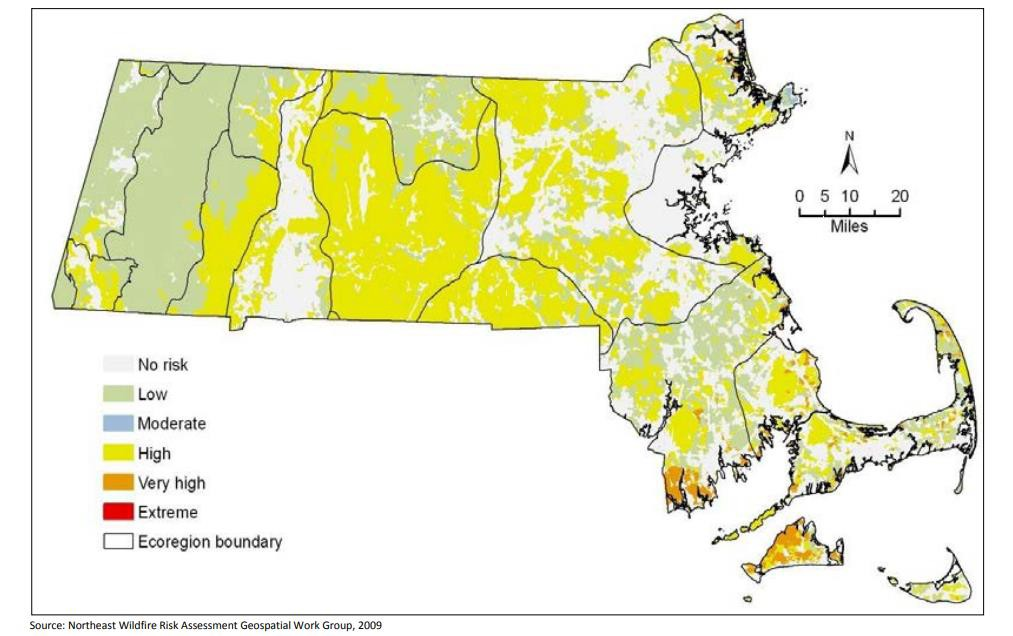 N
0 5 10 20
Miles
No risk
Low
Moderate
High
Very high
Extreme
Ecoregion boundary
Source: Northeast Wildfire Risk Assessment Geospatial Work Group, 2009